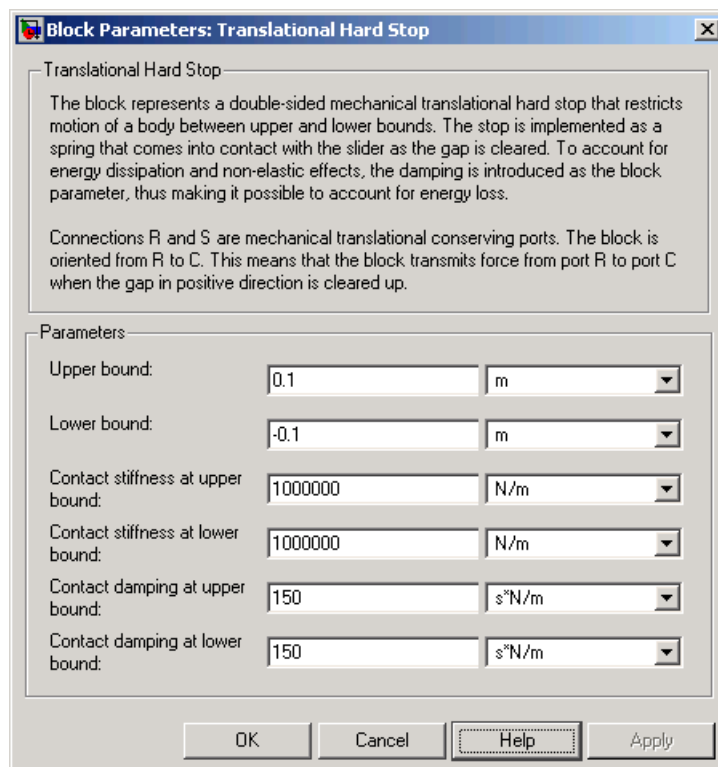 Block Parameters: Translational Hard Stop
Translational Hard Stop
The block represents a double-sided mechanical translational hard stop that restricts
motion of a body between upper and lower bounds. The stop is implemented as a
spring that comes into contact with the slider as the gap is cleared. To account for
energy dissipation and non-elastic effects, the damping is introduced as the block
parameter, thus making it possible to account for energy loss.
Connections R and S are mechanical translational conserving ports. The block is
oriented from R to C. This means that the block transmits force from port R to port C
when the gap in positive direction is cleared up.
Parameters
Upper bound: 0.1 m
Lower bound: -0.1 m
Contact stiffness at upper
bound: 1000000 N/m
Contact stiffness at lower
bound: 1000000 N/m
Contact damping at upper
bound: 150 s*N/m
Contact damping at lower
bound: 150 s*N/m
OK Cancel Help Apply